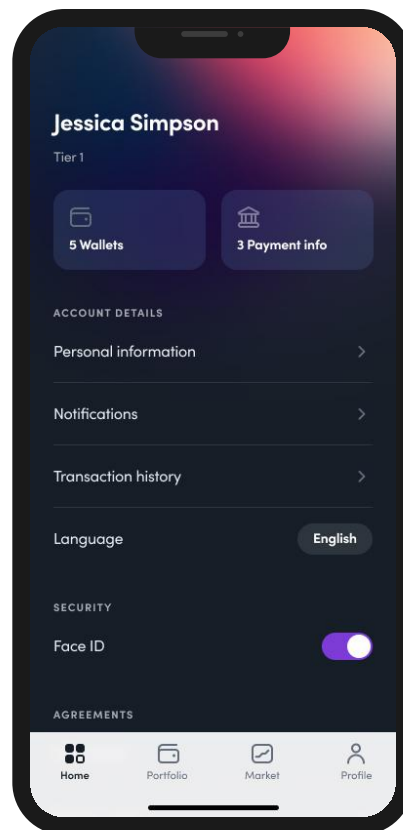 Jessica Simpson
Tier 1
5 Wallets
3 Payment info
ACCOUNT DETAILS
Personal information
Notifications
Transaction history
Language
English
SECURITY
Face ID
AGREEMENTS
Home
Portfolio
Market
Profile